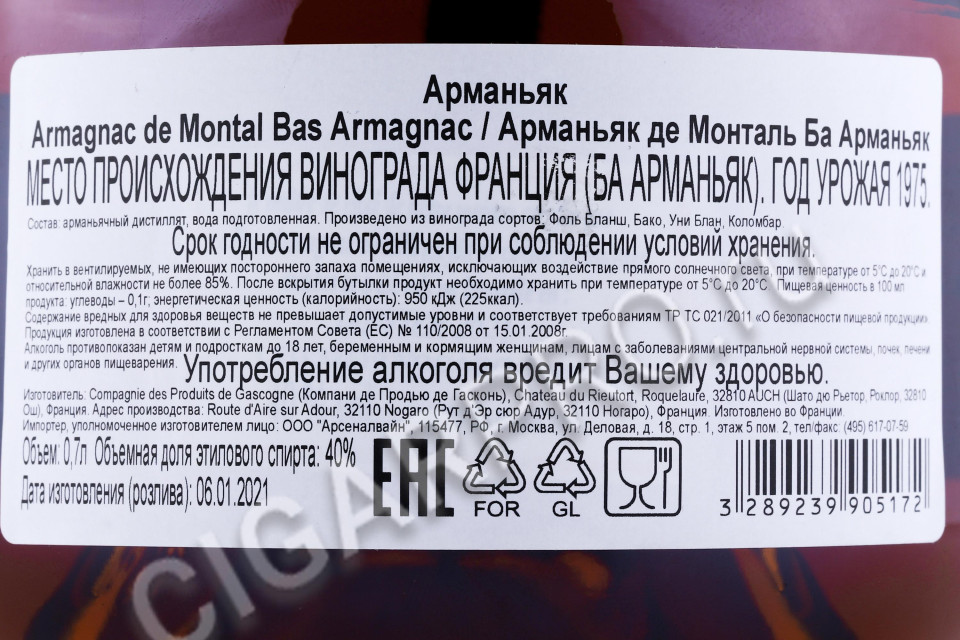 Арманьяк
Armagnac de Montal Bas Armagnac / Арманьяк де Монталь Ба Арманьяк
МЕСТО ПРОИСХОЖДЕНИЯ ВИНОГРАДА ФРАНЦИЯ (БА АРМАНЬЯК). ГОД УРОЖАЯ 1975.
Состав: арманьячный дистиллят, вода подготовленная. Произведено из винограда сортов: Фоль Бланш, Бако, Уни Блан, Коломбар
Срок годности не ограничен при соблюдении условий хранения.
Хранить в вентилируемых, не имеющих постороннего запаха помещениях, исключающих воздействие прямого солнечного света, при температуре от 5°С до 20°С и
относительной влажности не более 85%. После вскрытия бутылки продукт необходимо хранить при температуре от 5°С до 20°С Пищевая ценность в 100 мл
продукта: углеводы – 0,1г; энергетическая ценность (калорийность): 950 кДж (225ккал).
Содержание вредных для здоровья веществ не превышает допустимые уровни и соответствует требованиям ТР ТС 021/2011 «О безопасности пищевой продукции»
Продукция изготовлена в соответствии с Регламентом Совета (ЕС) № 110/2008 от 15.01.2008г.
Алкоголь противопоказан детям и подросткам до 18 лет, беременным и кормящим женщинам, лицам с заболеваниями центральной нервной системы, почек, печени
и других органов пищеварения.
Употребление алкоголя вредит Вашему здоровью.
Изготовитель: Compagnie des Produits de Gascogne (Компани де Продью де Гасконь), Chateau du Rieutort, Roquelaure, 32810 AUCH (Шато дю Рьетор, Роклор, 32810
Ош), Франция. Адрес производства: Route d'Aire sur Adour, 32110 Nogaro (Рут д'Эр сюр Адур, 32110 Ногаро), Франция. Изготовлено во Франции.
Импортер, уполномоченное изготовителем лицо: ООО "Арсеналвайн", 115477, РФ, г. Москва, ул. Деловая, д. 18, стр. 1, этаж 5 пом. 2, тел/факс (495) 617-07-59
Объем: 0,7л Объемная доля этилового спирта: 40%
Дата изготовления (розлива): 06.01.2021
EAC
FOR
GL
3 289239 905172
CIGARPRO.ru